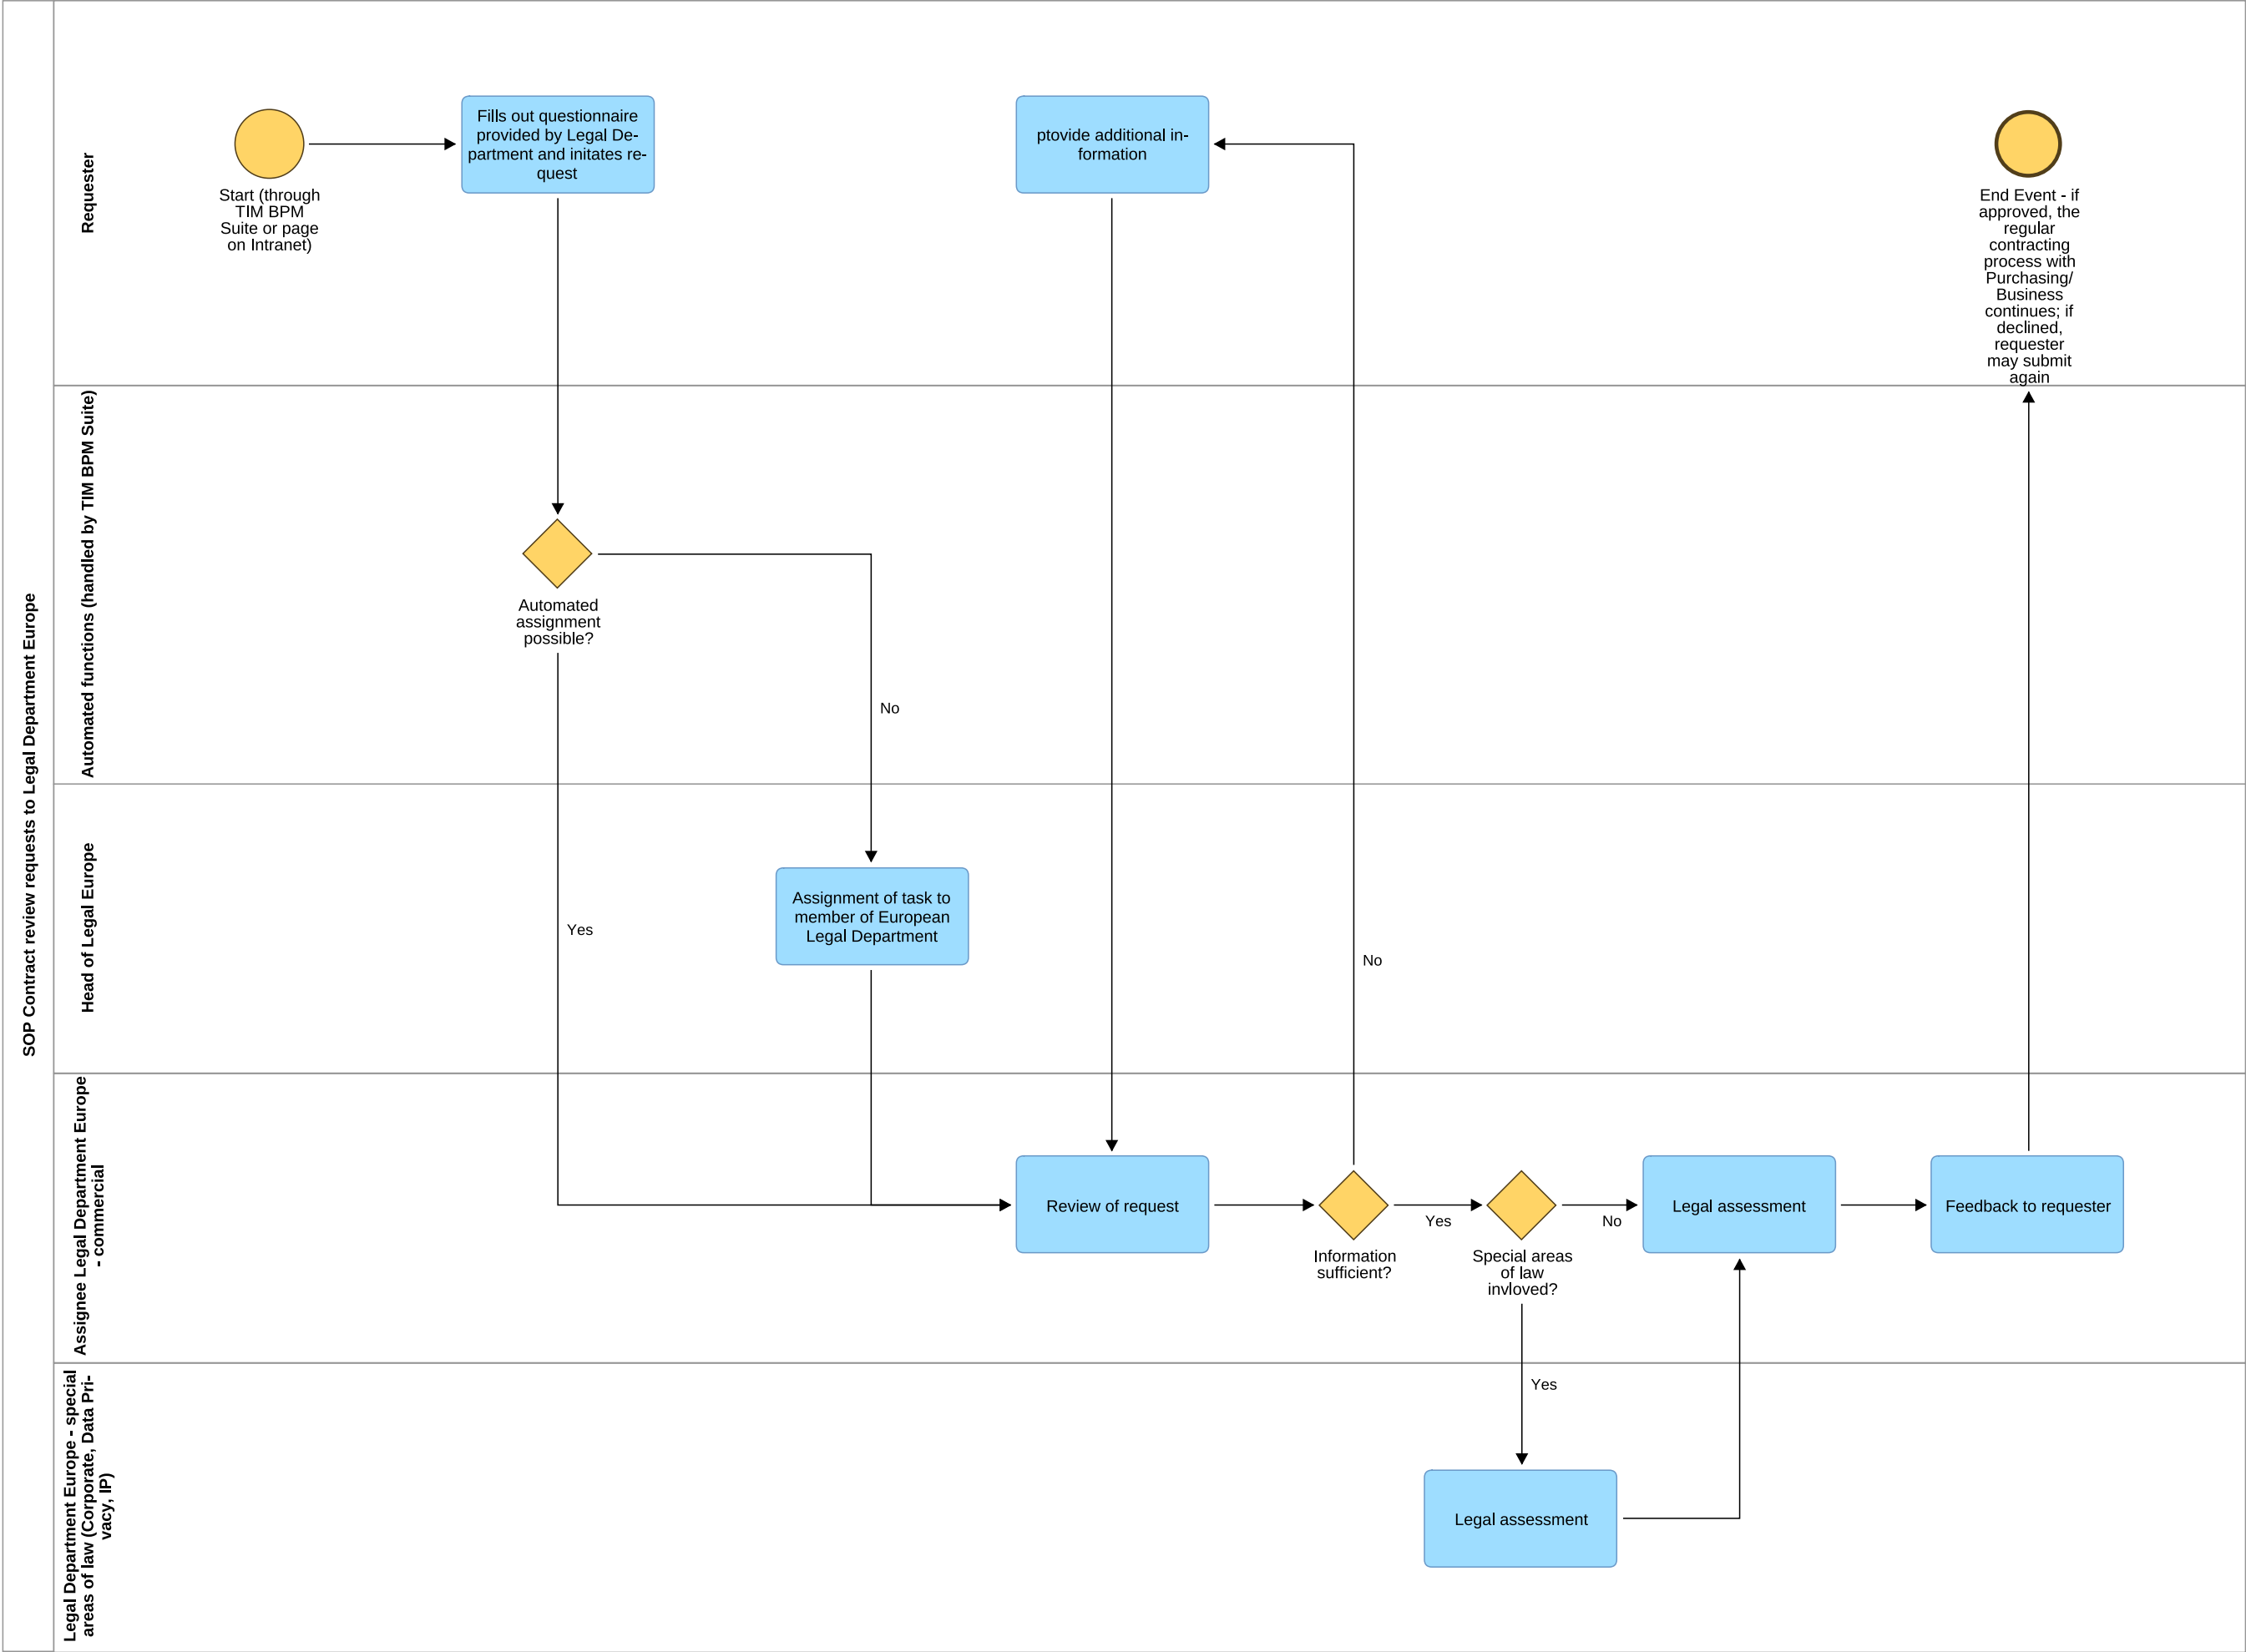 SOP Contract review requests to Legal Department Europe
Requester
Start (through
TIM BPM
Suite or page
on Intranet)
Fills out questionnaire
provided by Legal De-
partment and initates re-
quest
ptovide additional in-
formation
End Event - if
approved, the
regular
contracting
process with
Purchasing/
Business
continues; if
declined,
requester
may submit
again
Automated functions (handled by TIM BPM Suite)
Automated
assignment
possible?
No
Head of Legal Europe
Yes
Assignment of task to
member of European
Legal Department
No
Assignee Legal Department Europe
- commercial
Review of request
Information
sufficient?
Yes
Special areas
of law
invloved?
No
Legal assessment
Feedback to requester
Legal Department Europe - special
areas of law (Corporate, Data Pri-
vacy, IP)
Yes
Legal assessment